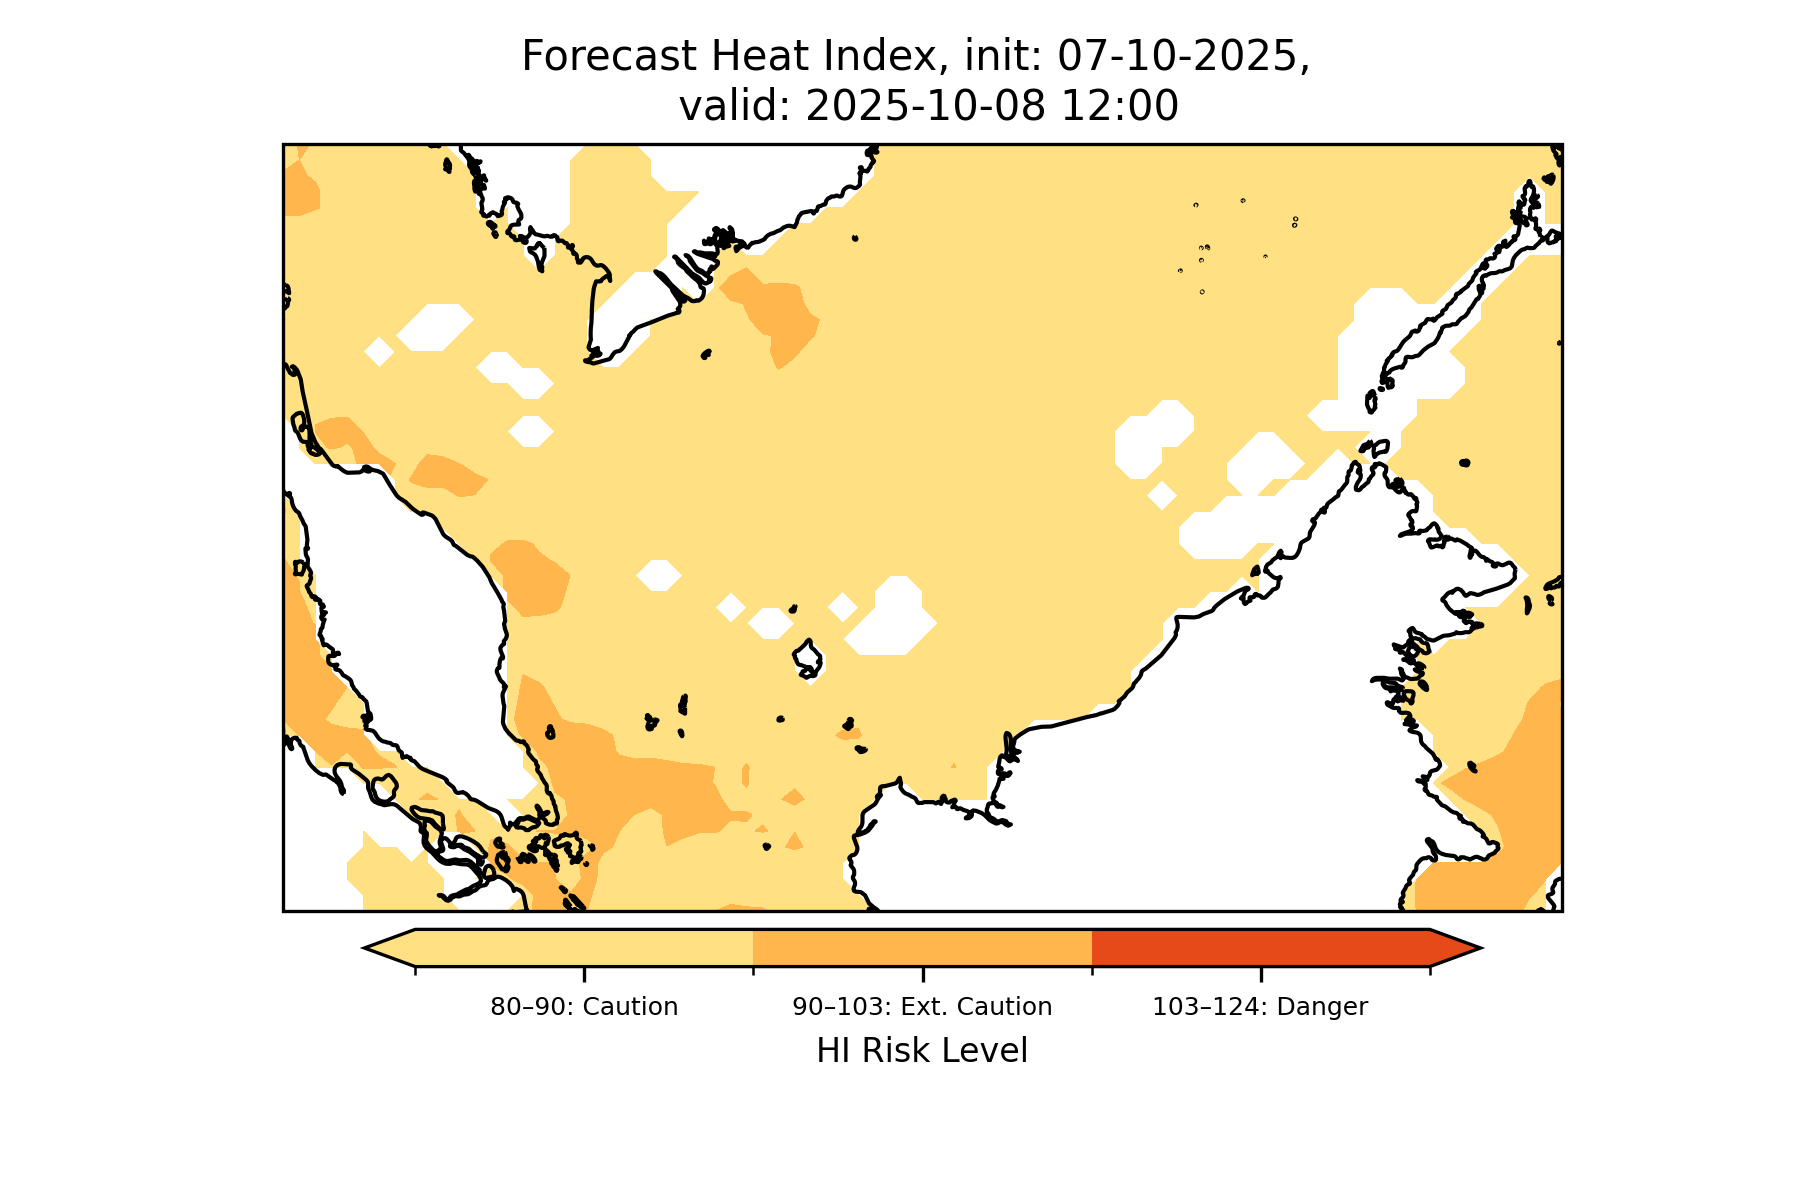 Forecast Heat Index, init: 07-10-2025,
valid: 2025-10-08 12:00
80–90: Caution
90–103: Ext. Caution
103–124: Danger
HI Risk Level